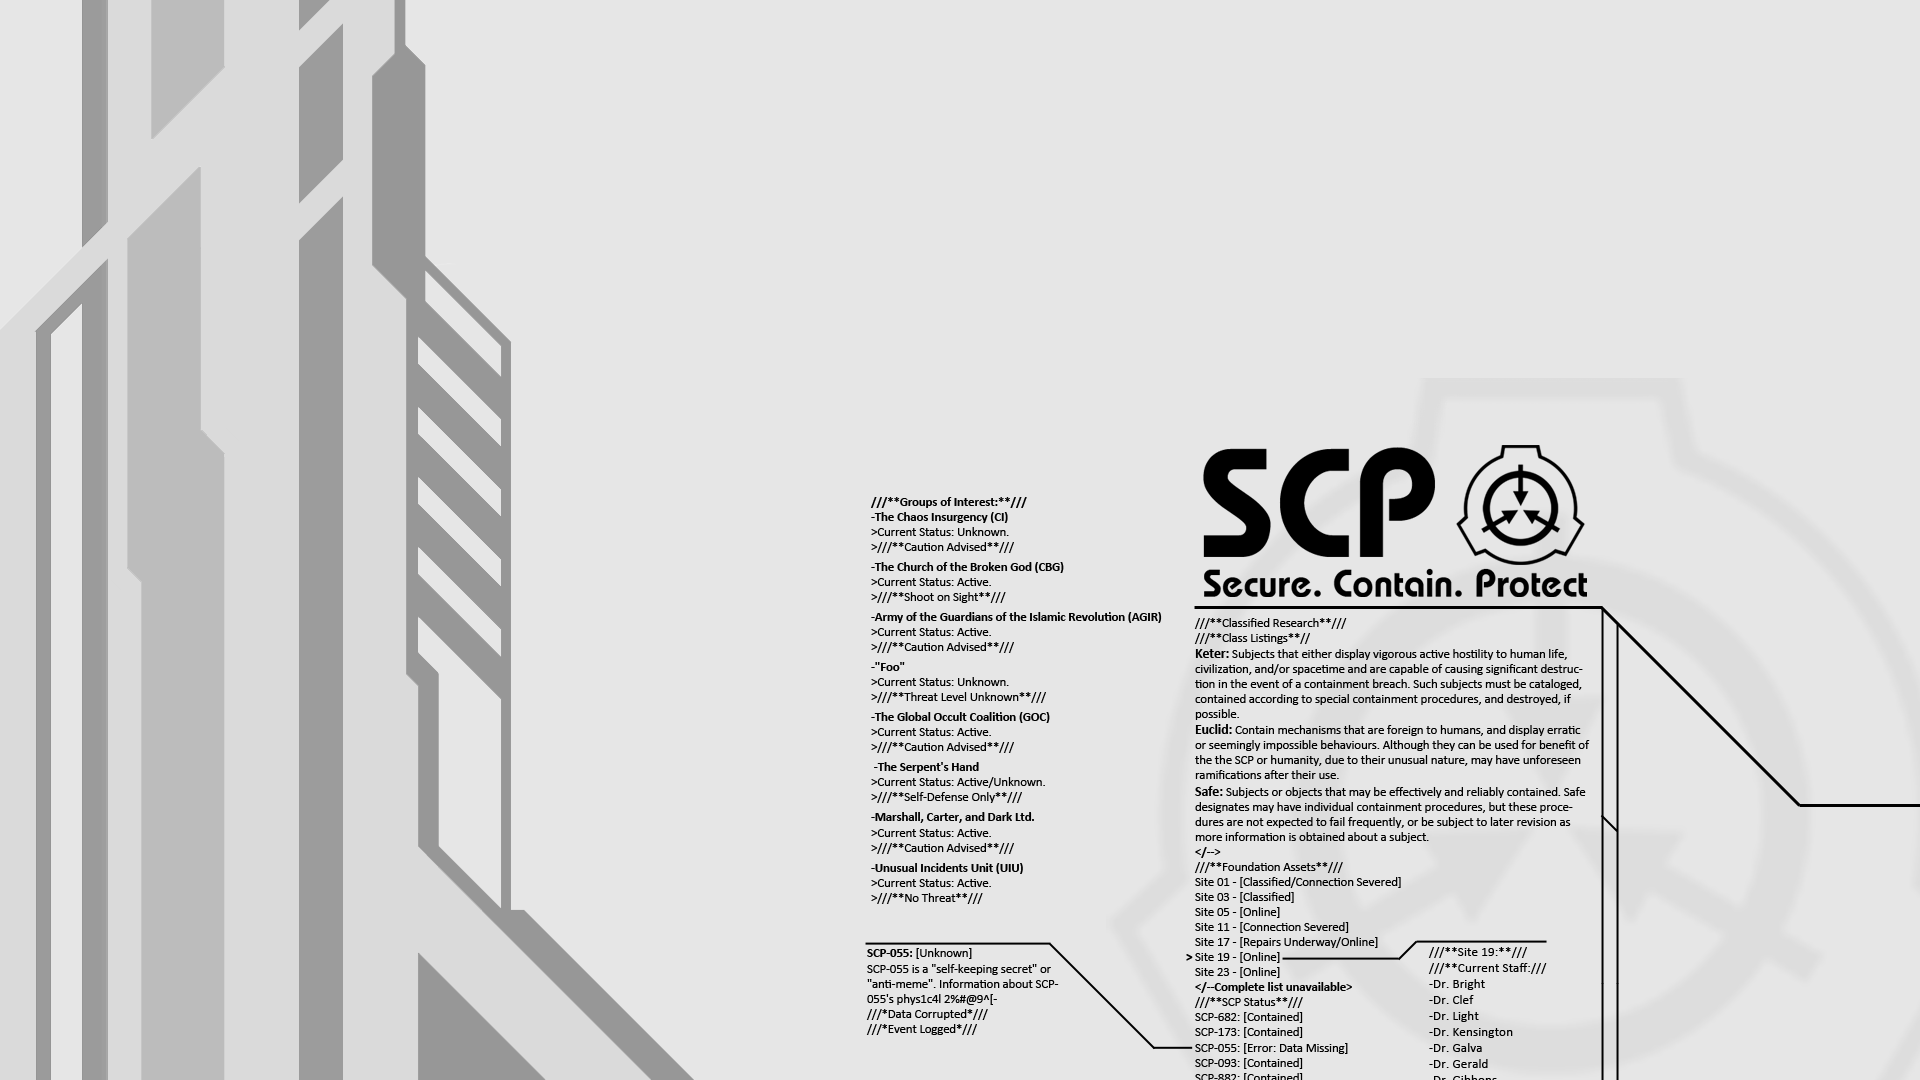 SCP
Secure. Contain. Protect
///**Groups of Interest:**///
-The Chaos Insurgency (CI)
>Current Status: Unknown.
>///**Caution Advised**///
-The Church of the Broken God (CBG)
>Current Status: Active.
>///**Shoot on Sight**///
-Army of the Guardians of the Islamic Revolution (AGIR)
>Current Status: Active.
>///**Caution Advised**///
-"Foo"
>Current Status: Unknown.
>///**Threat Level Unknown**///
-The Global Occult Coalition (GOC)
>Current Status: Active.
>///**Caution Advised**///
-The Serpent's Hand
>Current Status: Active/Unknown.
>///**Self-Defense Only**///
-Marshall, Carter, and Dark Ltd.
>Current Status: Active.
>///**Caution Advised**///
-Unusual Incidents Unit (UIU)
>Current Status: Active.
>///**No Threat**///
SCP-055: [Unknown]
SCP-055 is a "self-keeping secret" or
"anti-meme". Information about SCP-
055's phys1c4l 2%#@9^[-
///*Data Corrupted*///
///*Event Logged*///
///**Classified Research**///
///**Class Listings**//
Keter: Subjects that either display vigorous active hostility to human life,
civilization, and/or spacetime and are capable of causing significant destruc-
tion in the event of a containment breach. Such subjects must be cataloged,
contained according to special containment procedures, and destroyed, if
possible.
Euclid: Contain mechanisms that are foreign to humans, and display erratic
or seemingly impossible behaviours. Although they can be used for benefit of
the the SCP or humanity, due to their unusual nature, may have unforeseen
ramifications after their use.
Safe: Subjects or objects that may be effectively and reliably contained. Safe
designates may have individual containment procedures, but these proce-
dures are not expected to fail frequently, or be subject to later revision as
more information is obtained about a subject.
</-->
///**Foundation Assets**///
Site 01 - [Classified/Connection Severed]
Site 03 - [Classified]
Site 05 - [Online]
Site 11 - [Connection Severed]
Site 17 - [Repairs Underway/Online]
> Site 19 - [Online]
Site 23 - [Online]
</--Complete list unavailable>
///**SCP Status**///
SCP-682: [Contained]
SCP-173: [Contained]
SCP-055: [Error: Data Missing]
SCP-093: [Contained]
SCP-882: [Contained]
///**Site 19:**///
///**Current Staff:///
-Dr. Bright
-Dr. Clef
-Dr. Light
-Dr. Kensington
-Dr. Galva
-Dr. Gerald
-Dr. Gibbons